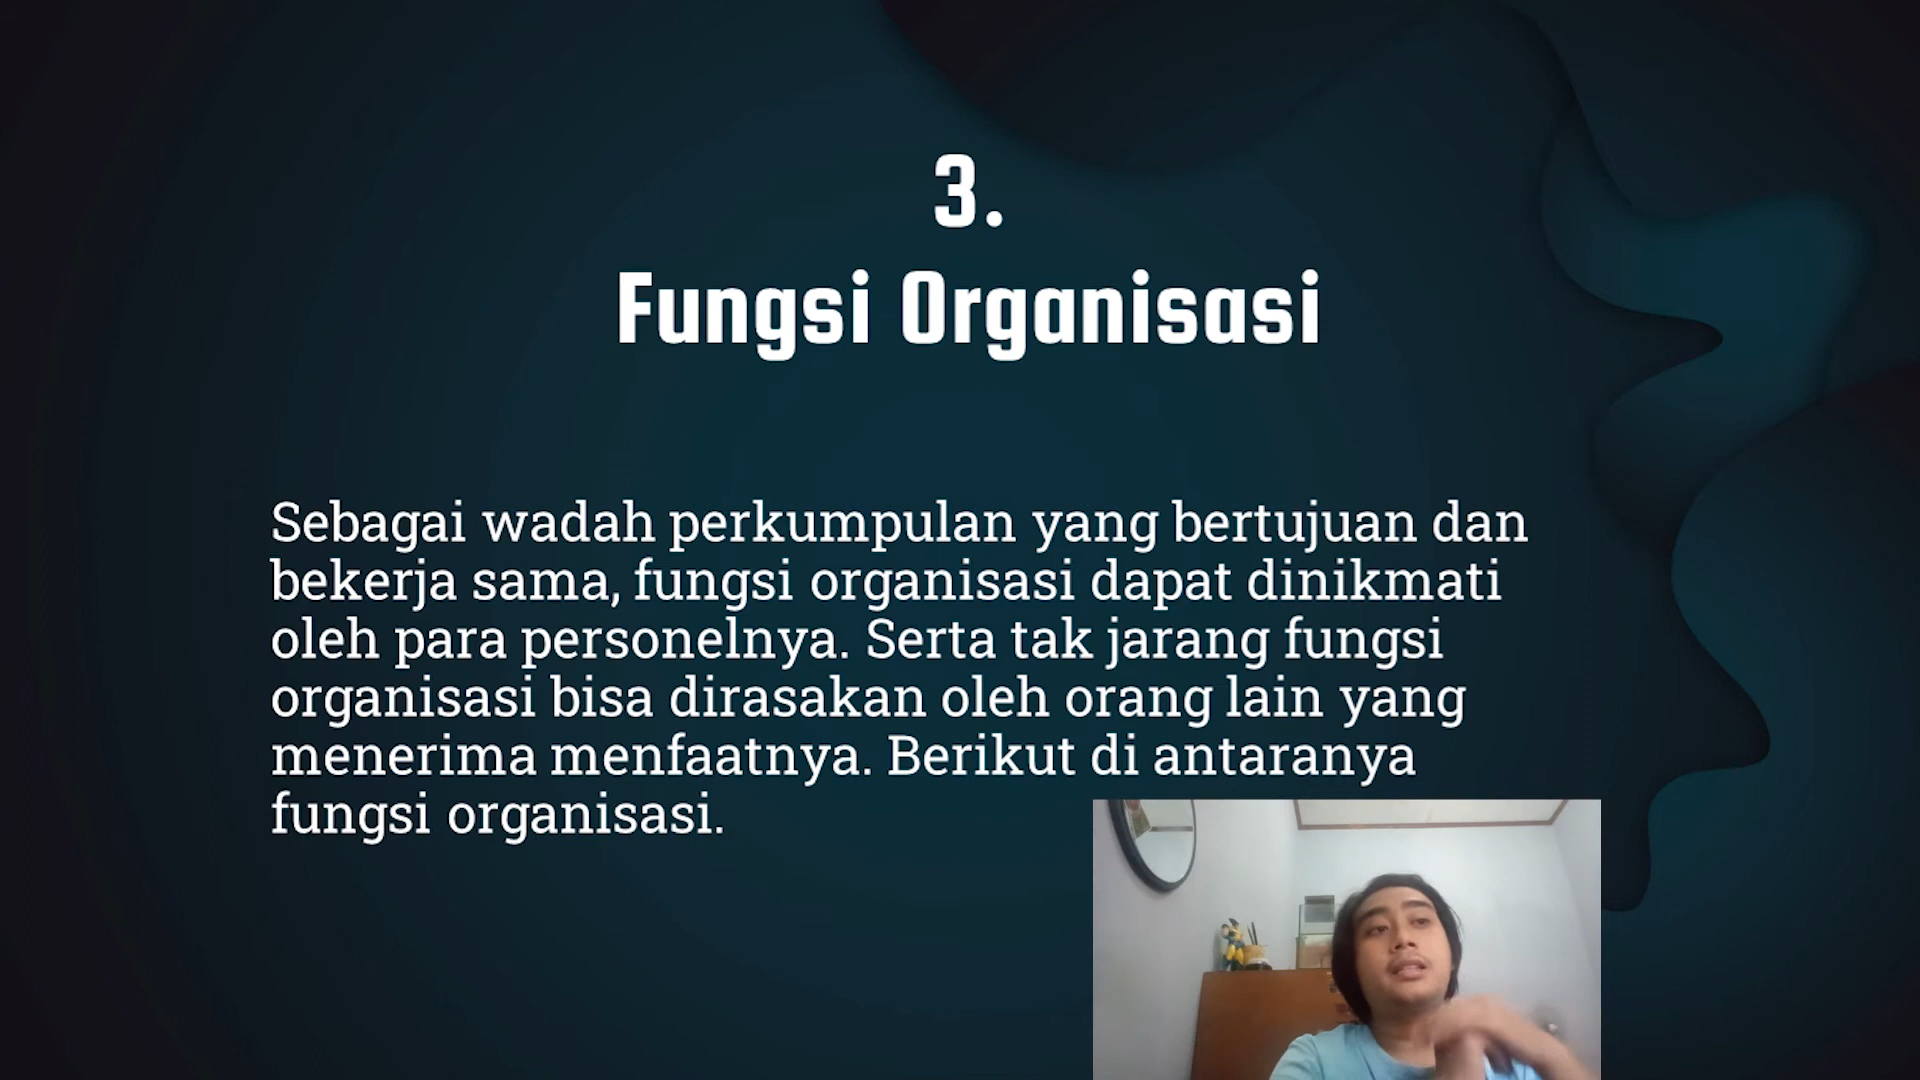 3.
Fungsi Organisasi
Sebagai wadah perkumpulan yang bertujuan dan
bekerja sama, fungsi organisasi dapat dinikmati
oleh para personelnya. Serta tak jarang fungsi
organisasi bisa dirasakan oleh orang lain yang
menerima menfaatnya. Berikut di antaranya
fungsi organisasi.